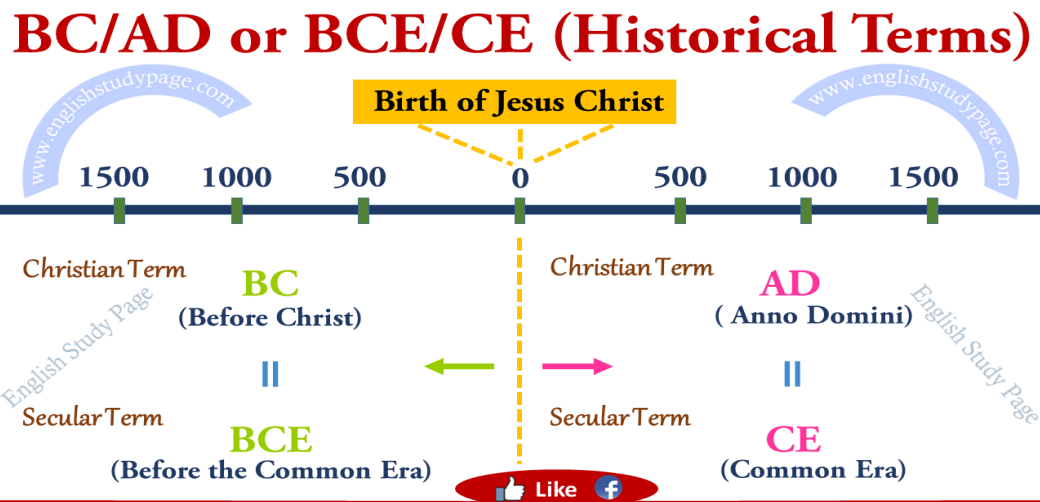 BC/AD or BCE/CE (Historical Terms)
www.englishstudypage.com
www.englishstudypage.com
Birth of Jesus Christ
1500 1000 500 0 500 1000 1500
Christian Term
BC
(Before Christ)
Christian Term
AD
( Anno Domini)
English Study Page
English Study Page
Secular Term
BCE
(Before the Common Era)
Secular Term
CE
(Common Era)
Like f